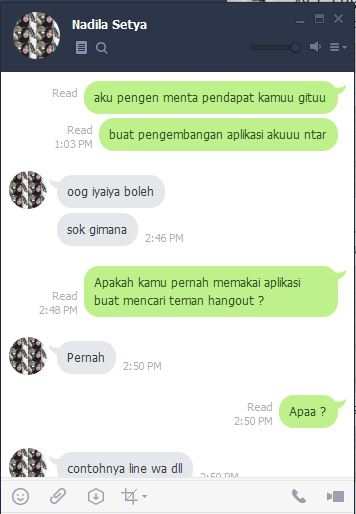 Nadila Setya
Read
aku pengen menta pendapat kamuu gituu
Read
1:03 PM
buat pengembangan aplikasi akuuu ntar
oog iyaiya boleh
sok gimana
2:46 PM
Read
2:48 PM
Apakah kamu pernah memakai aplikasi
buat mencari teman hangout ?
Pernah
2:50 PM
Read
2:50 PM
Apaa ?
contohnya line wa dll
2:50 PM